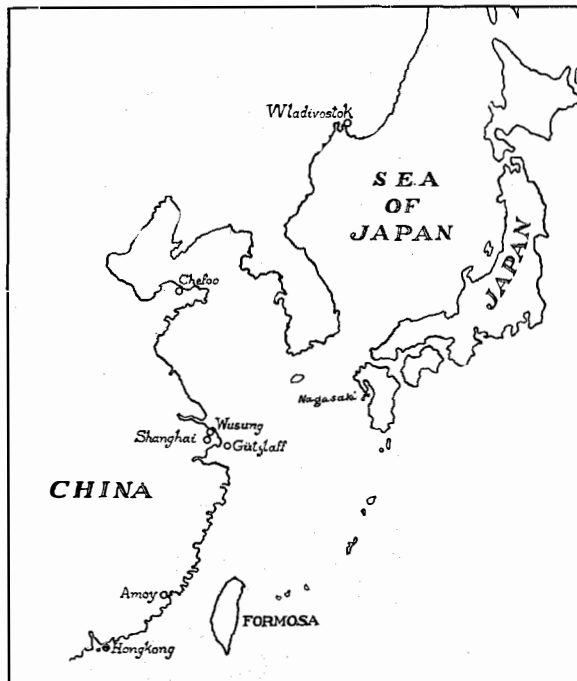 Wladivostok
SEA
OF
JAPAN
JAPAN
Chefoo
Nagasaki
Wusung
Shanghai
Gützlaff
CHINA
Amoy
FORMOSA
Hongkong